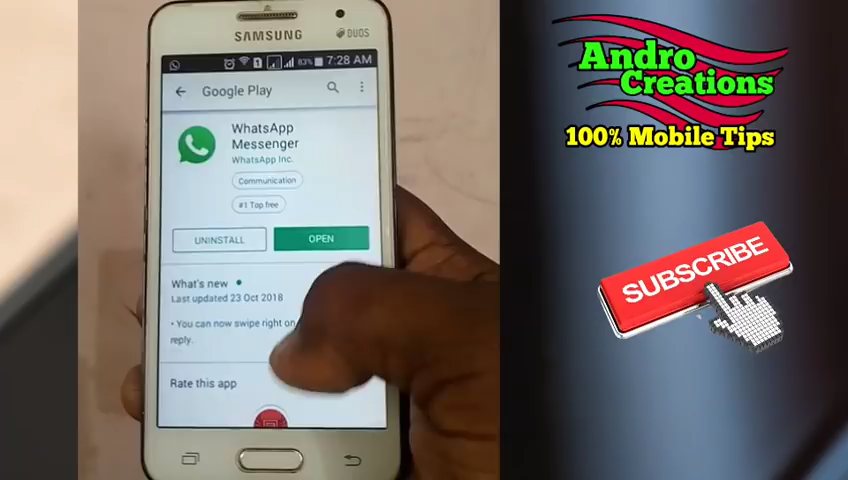 SAMSUNG
DUOS
83% 7:28 AM
Google Play
WhatsApp
Messenger
WhatsApp Inc.
Communication
#1 Top free
UNINSTALL
OPEN
What's new
Last updated 23 Oct 2018
• You can now swipe right on
reply.
Rate this app
Andro
Creations
100% Mobile Tips
SUBSCRIBE